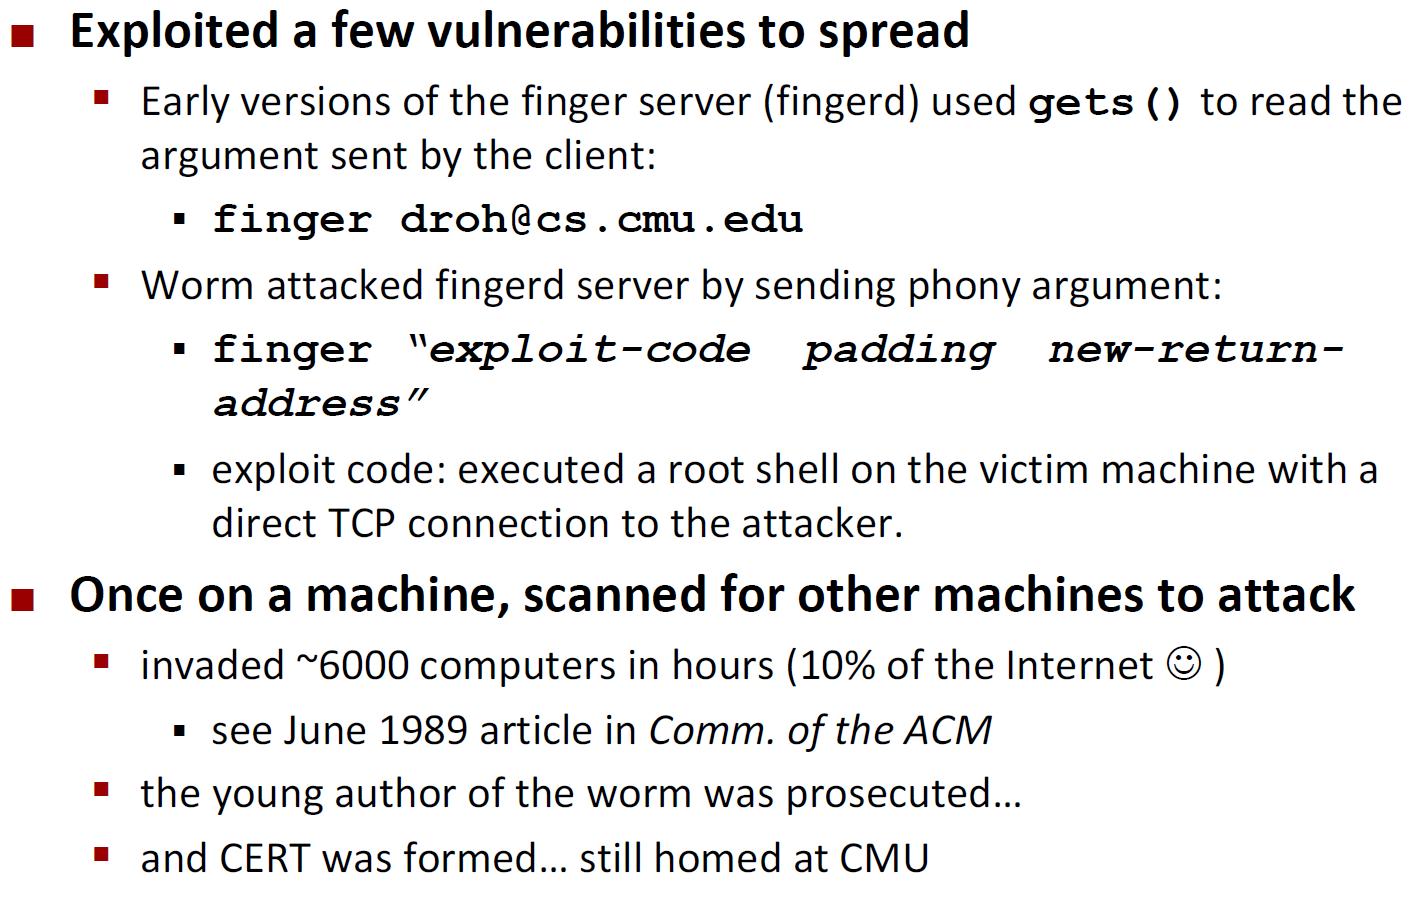 Exploited a few vulnerabilities to spread
Early versions of the finger server (fingerd) used gets() to read the
argument sent by the client:
finger droh@cs.cmu.edu
Worm attacked fingerd server by sending phony argument:
finger “exploit-code padding new-return-
address”
exploit code: executed a root shell on the victim machine with a
direct TCP connection to the attacker.
Once on a machine, scanned for other machines to attack
invaded ~6000 computers in hours (10% of the Internet ☺ )
see June 1989 article in Comm. of the ACM
the young author of the worm was prosecuted…
and CERT was formed… still homed at CMU